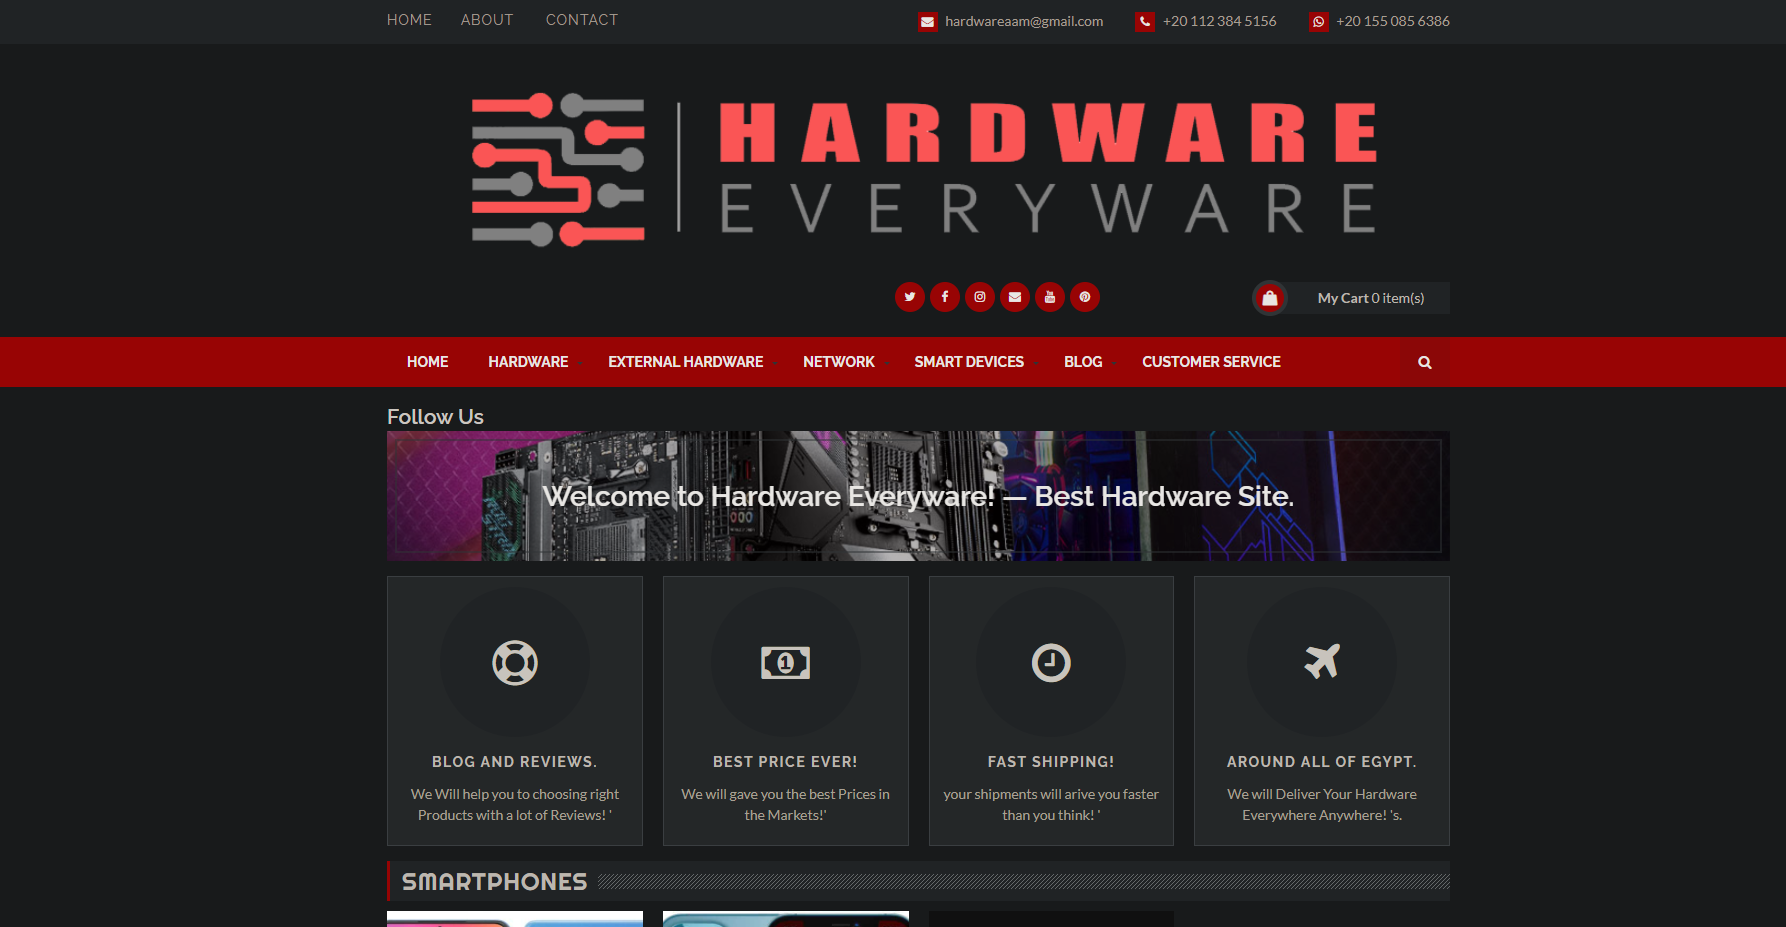 HOME ABOUT CONTACT
hardwareaam@gmail.com +20 112 384 5156 +20 155 085 6386
HARDWARE
EVERYWARE
My Cart 0 item(s)
HOME HARDWARE EXTERNAL HARDWARE NETWORK SMART DEVICES BLOG CUSTOMER SERVICE
Follow Us
Welcome to Hardware Everyware! — Best Hardware Site.
BLOG AND REVIEWS.
We Will help you to choosing right
Products with a lot of Reviews! '
BEST PRICE EVER!
We will gave you the best Prices in
the Markets!'
FAST SHIPPING!
your shipments will arive you faster
than you think! '
AROUND ALL OF EGYPT.
We will Deliver Your Hardware
Everywhere Anywhere! 's.
SMARTPHONES